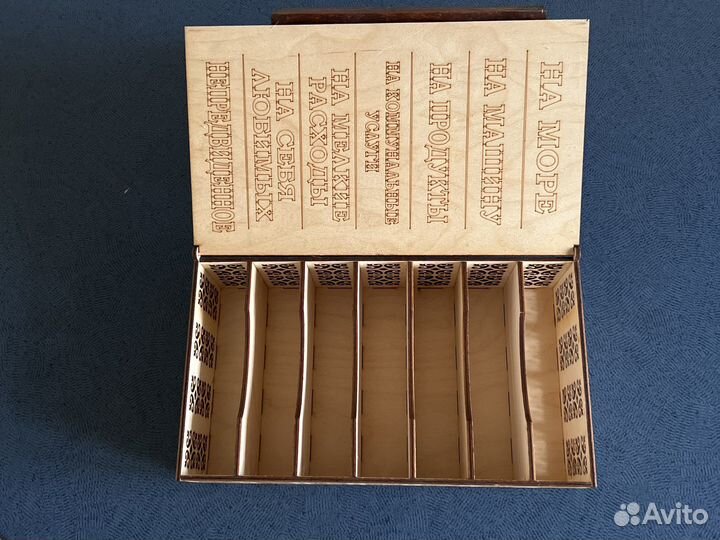 НА МОРЕ
НА МАШИНУ
НА ПРОДУКТЫ
НА КОММУНАЛЬНЫЕ
УСЛУГИ
НА МЕЛКИЕ
РАСХОДЫ
НА СЕБЯ
ЛЮБИМЫХ
НЕПРЕДВИДЕННОЕ
Avito